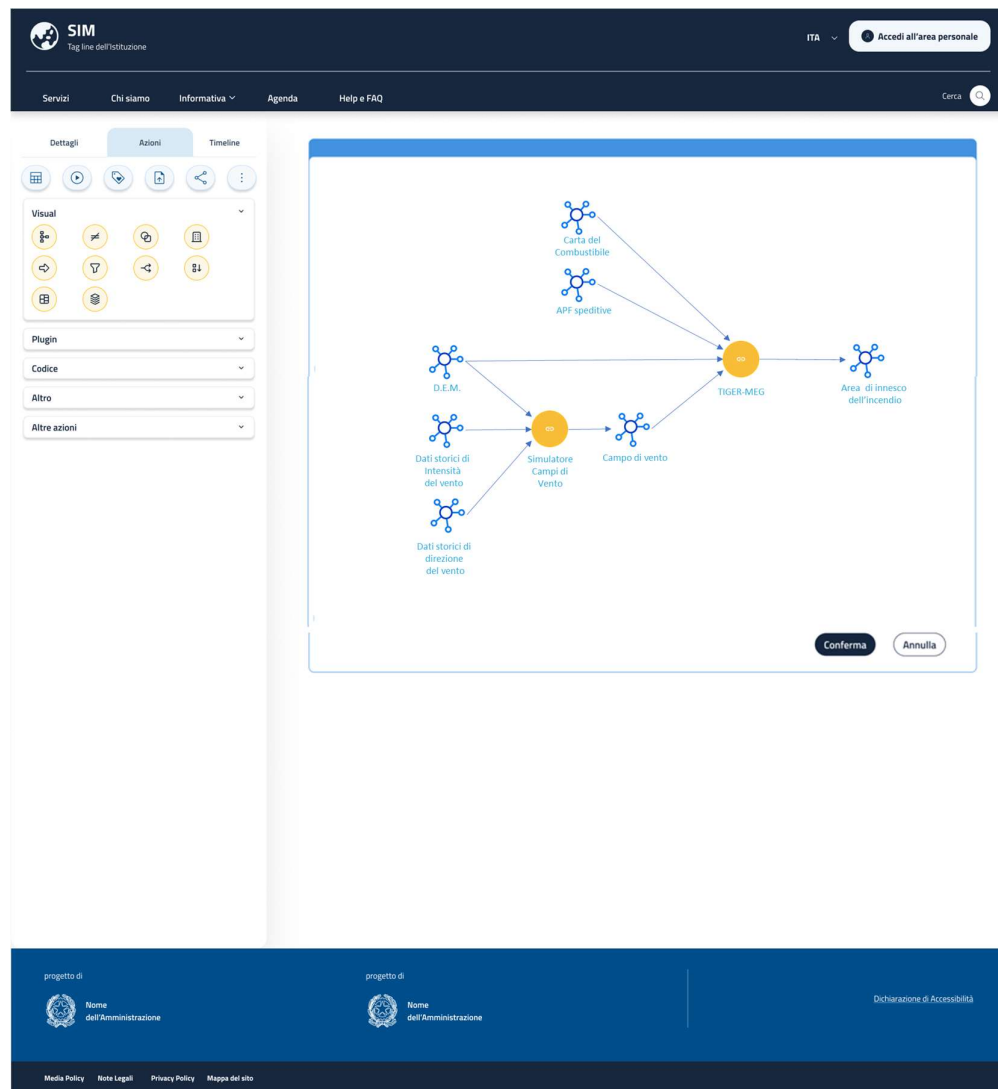 SIM
Tag line dell'Istituzione
ITA
Accedi all'area personale
Servizi
Chi siamo
Informativa
Agenda
Help e FAQ
Cerca
Dettagli
Azioni
Timeline
Visual
Plugin
Codice
Altro
Altre azioni
Carta del
Combustibile
APF speditive
D.E.M.
TIGER-MEG
Area di innesco
dell'incendio
Dati storici di
Intensità
del vento
Simulatore
Campi di
Vento
Campo di vento
Dati storici di
direzione
del vento
Conferma
Annulla
progetto di
Nome
dell'Amministrazione
progetto di
Nome
dell'Amministrazione
Dichiarazione di Accessibilità
Media Policy
Note Legali
Privacy Policy
Mappa del sito